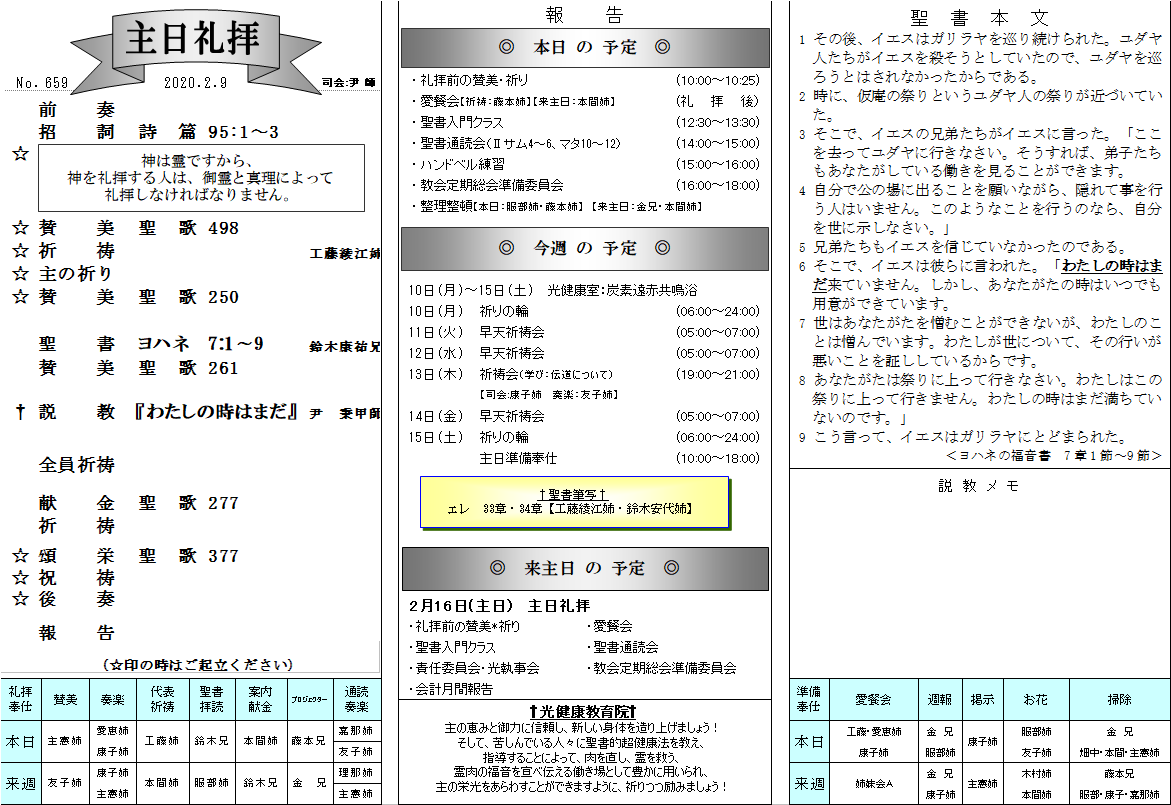 主日礼拝
No. 659　2020.2.9　司会:尹 師
前　奏
招　詞　詩　篇　95:1～3
☆
神は霊ですから、
神を礼拝する人は、御霊と真理によって
礼拝しなければなりません。
☆ 賛　美　聖　歌　498
☆ 祈　祷　工藤綾江姉
☆ 主の祈り
☆ 賛　美　聖　歌　250
聖　書　ヨハネ　7:1～9　鈴木康祐兄
賛　美　聖　歌　261
† 説　教　『わたしの時はまだ』　尹　秉甲師
全員祈祷
献　金　聖　歌　277
祈　祷
☆ 頌　栄　聖　歌　377
☆ 祝　祷
☆ 後　奏
報　告
(☆印の時はご起立ください)
礼拝奉仕　賛美　奏楽　代表祈祷　聖書拝読　案内献金　プロジェクター　通読奏楽
本日　主憲姉　愛恵姉 康子姉　工藤姉　鈴木兄　本間姉　藤本兄　嘉那姉 友子姉
来週　友子姉　康子姉 主憲姉　本間姉　服部姉　鈴木兄　金　兄　理那姉 主憲姉
報　告
◎　本日 の 予定　◎
・礼拝前の賛美・祈り　(10:00～10:25)
・愛餐会【祈祷：藤本姉】【来主日：本間姉】　(礼　拝　後)
・聖書入門クラス　(12:30～13:30)
・聖書通読会(Ⅱサム4～6、マタ10～12)　(14:00～15:00)
・ハンドベル練習　(15:00～16:00)
・教会定期総会準備委員会　(16:00～18:00)
・整理整頓【本日：服部姉・藤本姉】 【来主日：金兄・本間姉】
◎　今週 の 予定　◎
10日(月)～15日(土)　光健康室：炭素遠赤共鳴浴
10日(月)　祈りの輪　(06:00～24:00)
11日(火)　早天祈祷会　(05:00～07:00)
12日(水)　早天祈祷会　(05:00～07:00)
13日(木)　祈祷会(学び：伝道について)　(19:00～21:00)
【司会:康子姉　奏楽：友子姉】
14日(金)　早天祈祷会　(05:00～07:00)
15日(土)　祈りの輪　(06:00～24:00)
主日準備奉仕　(10:00～18:00)
†聖書筆写†
エレ　33章・34章【工藤綾江姉・鈴木安代姉】
◎　来主日 の 予定　◎
2月16日(主日)　主日礼拝
・礼拝前の賛美*祈り　・愛餐会
・聖書入門クラス　・聖書通読会
・責任委員会・光執事会　・教会定期総会準備委員会
・会計月間報告
†光健康教育院†
主の恵みと御力に信頼し、新しい身体を造り上げましょう！
そして、苦しんでいる人々に聖書的超健康法を教え、
指導することによって、肉を直し、霊を救う、
霊肉の福音を宣べ伝える働き場として豊かに用いられ、
主の栄光をあらわすことができますように、祈りつつ励みましょう！
聖 書 本 文
1 その後、イエスはガリラヤを巡り続けられた。ユダヤ
人たちがイエスを殺そうとしていたので、ユダヤを巡
ろうとはされなかったからである。
2 時に、仮庵の祭りというユダヤ人の祭りが近づいてい
た。
3 そこで、イエスの兄弟たちがイエスに言った。「ここ
を去ってユダヤに行きなさい。そうすれば、弟子たち
もあなたがしている働きを見ることができます。
4 自分で公の場に出ることを願いながら、隠れて事を行
う人はいません。このようなことを行うのなら、自分
を世に示しなさい。」
5 兄弟たちもイエスを信じていなかったのである。
6 そこで、イエスは彼らに言われた。「わたしの時はま
だ来ていません。しかし、あなたがたの時はいつでも
用意ができています。
7 世はあなたがたを憎むことができないが、わたしのこ
とは憎んでいます。わたしが世について、その行いが
悪いことを証ししているからです。
8 あなたがたは祭りに上って行きなさい。わたしはこの
祭りに上って行きません。わたしの時はまだ満ちてい
ないのです。」
9 こう言って、イエスはガリラヤにとどまられた。
＜ヨハネの福音書　7章1節～9節＞
説 教 メ モ
準備奉仕　愛餐会　週報　掲示　お花　掃除
本日　工藤・愛恵姉 康子姉　金　兄 服部姉　康子姉　服部姉 友子姉　金　兄 畑中・本間・主憲姉
来週　姉妹会A　金　兄 康子姉　主憲姉　木村姉 本間姉　藤本兄 服部・康子・嘉那姉